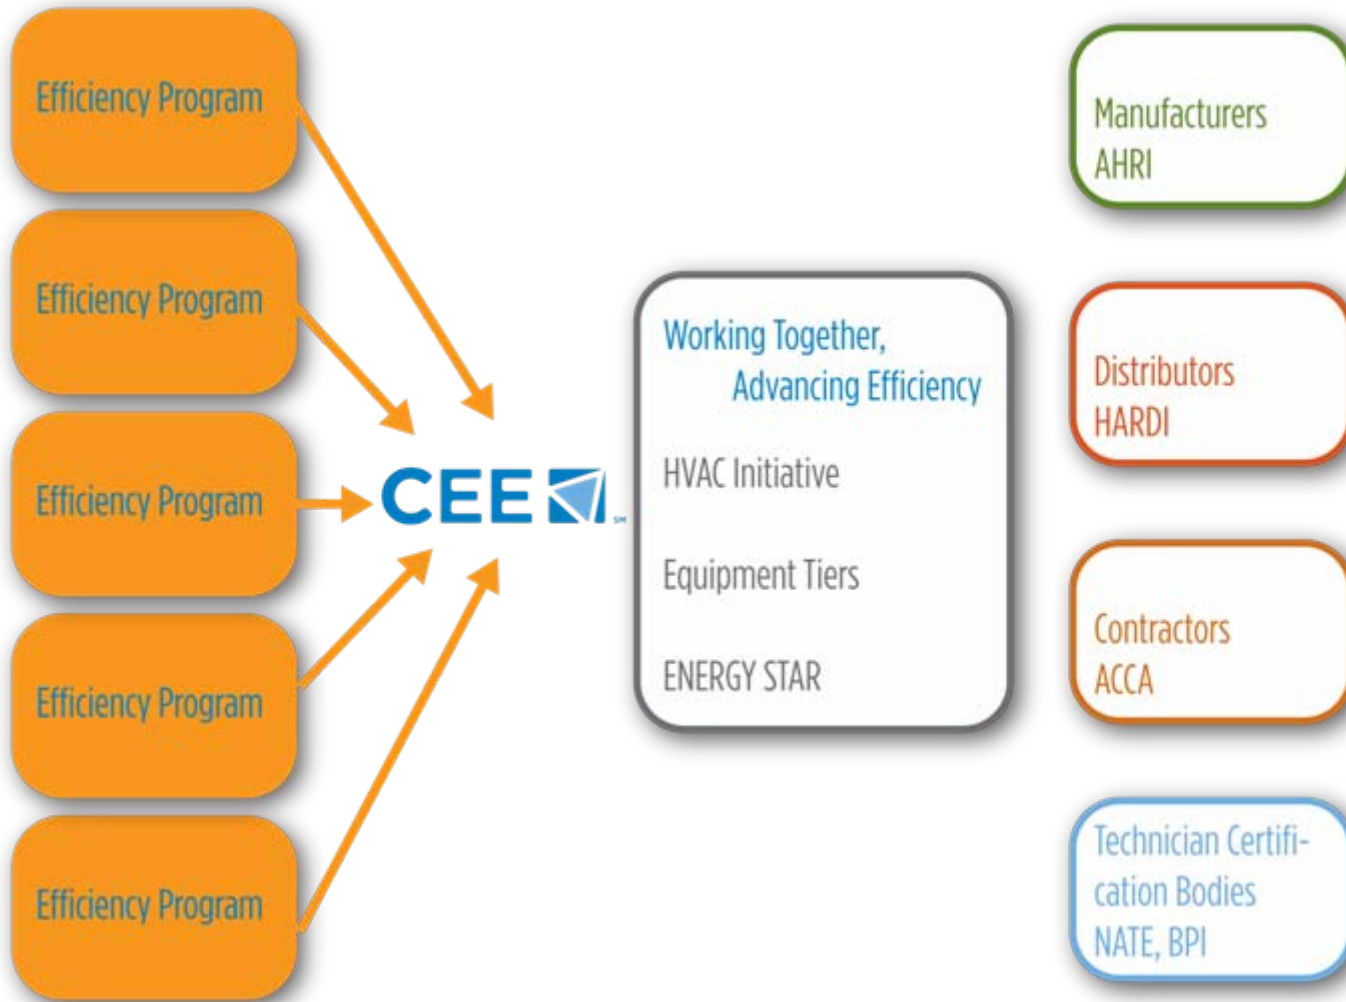 Efficiency Program
Efficiency Program
Efficiency Program
Efficiency Program
Efficiency Program
CEE
SM
Working Together,
Advancing Efficiency
HVAC Initiative
Equipment Tiers
ENERGY STAR
Manufacturers
AHRI
Distributors
HARDI
Contractors
ACCA
Technician Certifi-
cation Bodies
NATE, BPI